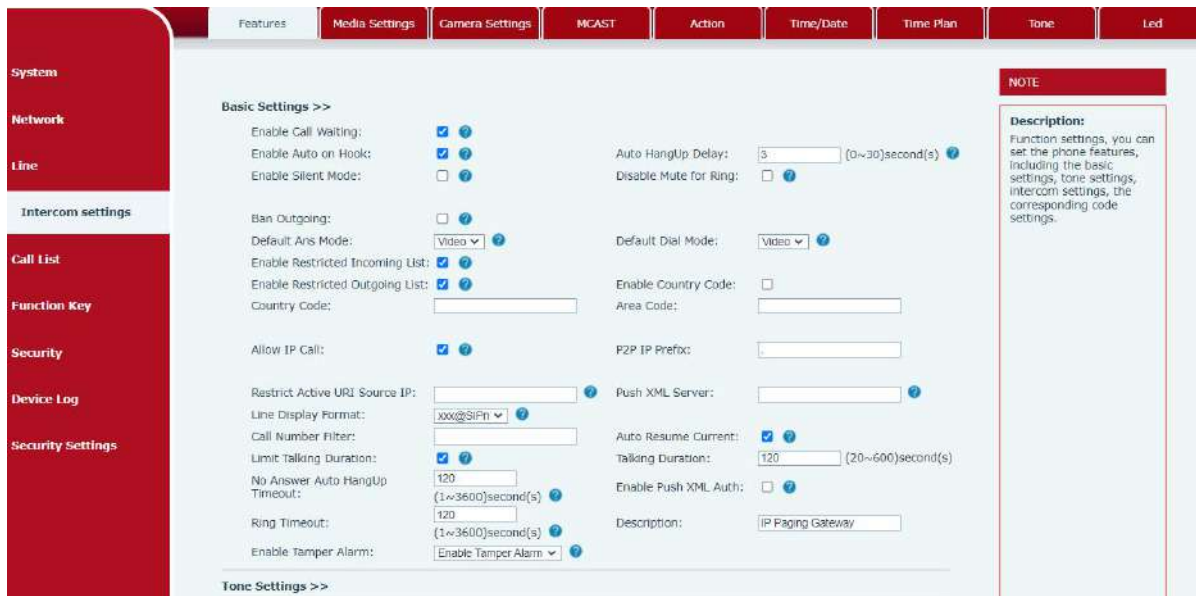 Features Media Settings Camera Settings MCAST Action Time/Date Time Plan Tone Led
System
Network
Line
Intercom settings
Call List
Function Key
Security
Device Log
Security Settings
Basic Settings >>
Enable Call Waiting:
Enable Auto on Hook: Auto HangUp Delay: 3 (0~30)second(s)
Enable Silent Mode: Disable Mute for Ring:
Ban Outgoing:
Default Ans Mode: Video Default Dial Mode: Video
Enable Restricted Incoming List:
Enable Restricted Outgoing List: Enable Country Code:
Country Code: Area Code:
Allow IP Call: P2P IP Prefix: .
Restrict Active URI Source IP: Push XML Server:
Line Display Format: xxx@SIPn
Call Number Filter: Auto Resume Current:
Limit Talking Duration: Talking Duration: 120 (20~600)second(s)
No Answer Auto HangUp Timeout: 120 (1~3600)second(s) Enable Push XML Auth:
Ring Timeout: 120 (1~3600)second(s) Description: IP Paging Gateway
Enable Tamper Alarm: Enable Tamper Alarm
Tone Settings >>
NOTE
Description:
Function settings, you can
set the phone features,
including the basic
settings, tone settings,
intercom settings, the
corresponding code
settings.